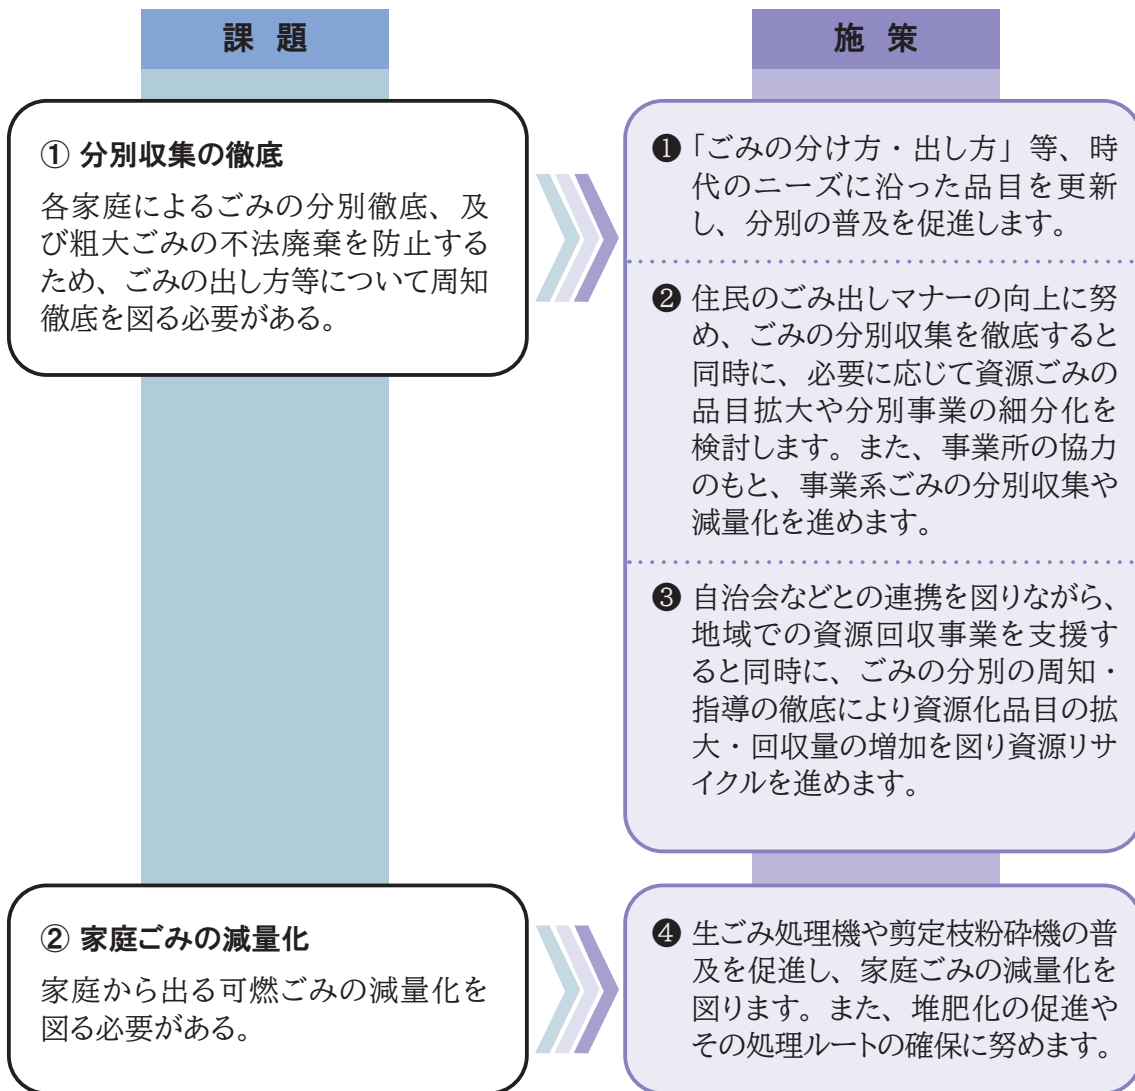 課題
施策
① 分別収集の徹底
各家庭によるごみの分別徹底、及
び粗大ごみの不法廃棄を防止する
ため、ごみの出し方等について周知
徹底を図る必要がある。
❶「ごみの分け方・出し方」等、時
代のニーズに沿った品目を更新
し、分別の普及を促進します。
❷ 住民のごみ出しマナーの向上に努
め、ごみの分別収集を徹底すると
同時に、必要に応じて資源ごみの
品目拡大や分別事業の細分化を
検討します。また、事業所の協力
のもと、事業系ごみの分別収集や
減量化を進めます。
❸ 自治会などとの連携を図りながら、
地域での資源回収事業を支援す
ると同時に、ごみの分別の周知・
指導の徹底により資源化品目の拡
大・回収量の増加を図り資源リサ
イクルを進めます。
② 家庭ごみの減量化
家庭から出る可燃ごみの減量化を
図る必要がある。
❹ 生ごみ処理機や剪定枝粉砕機の普
及を促進し、家庭ごみの減量化を
図ります。また、堆肥化の促進や
その処理ルートの確保に努めます。